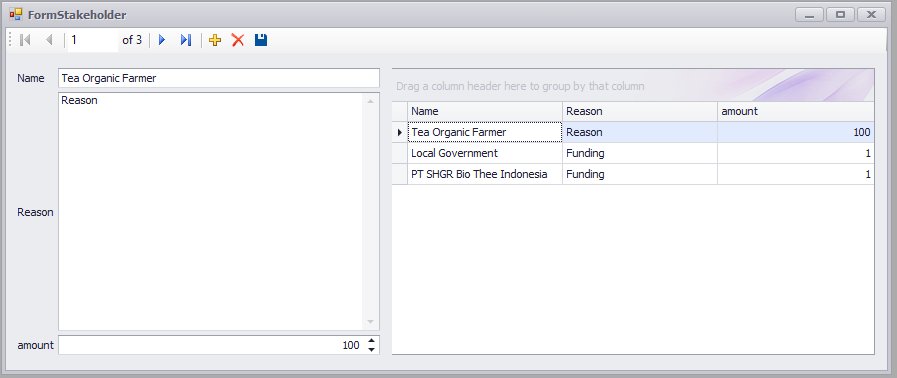 FormStakeholder
1 of 3
Name Tea Organic Farmer
Reason Reason
amount 100
Drag a column header here to group by that column
Name Reason amount
Tea Organic Farmer Reason 100
Local Government Funding 1
PT SHGR Bio Thee Indonesia Funding 1